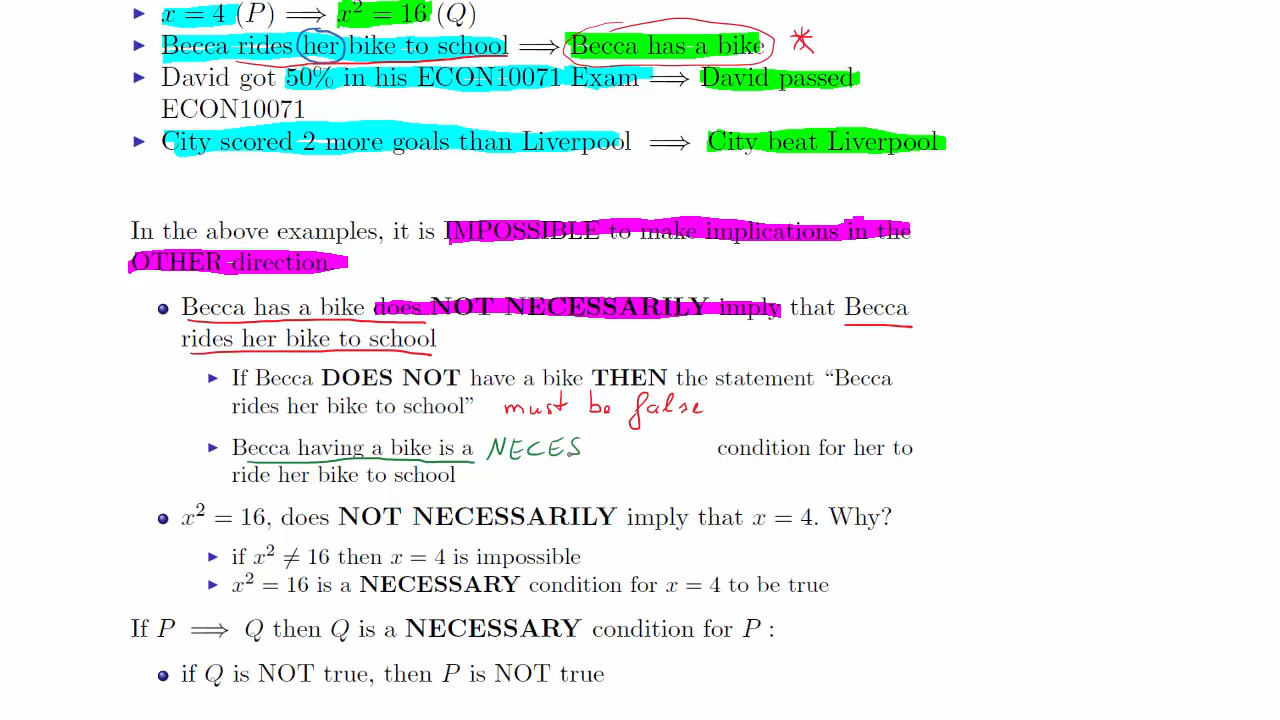 x = 4 (P) ⟹ x² = 16 (Q)
Becca rides her bike to school ⟹ Becca has a bike *
David got 50% in his ECON10071 Exam ⟹ David passed
ECON10071
City scored 2 more goals than Liverpool ⟹ City beat Liverpool
In the above examples, it is IMPOSSIBLE to make implications in the
OTHER direction.
Becca has a bike does NOT NECESSARILY imply that Becca
rides her bike to school
If Becca DOES NOT have a bike THEN the statement “Becca
rides her bike to school” must be false
Becca having a bike is a NECES condition for her to
ride her bike to school
x² = 16, does NOT NECESSARILY imply that x = 4. Why?
if x² ≠ 16 then x = 4 is impossible
x² = 16 is a NECESSARY condition for x = 4 to be true
If P ⟹ Q then Q is a NECESSARY condition for P :
if Q is NOT true, then P is NOT true